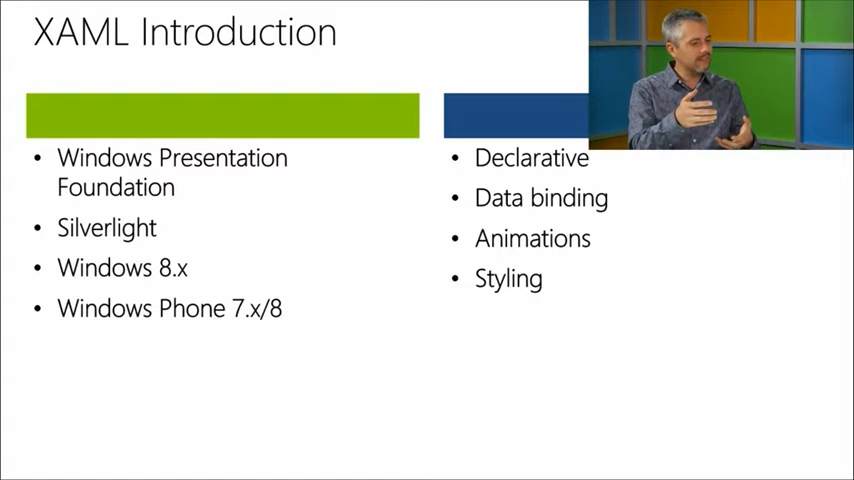 XAML Introduction
• Windows Presentation
Foundation
• Silverlight
• Windows 8.x
• Windows Phone 7.x/8
• Declarative
• Data binding
• Animations
• Styling